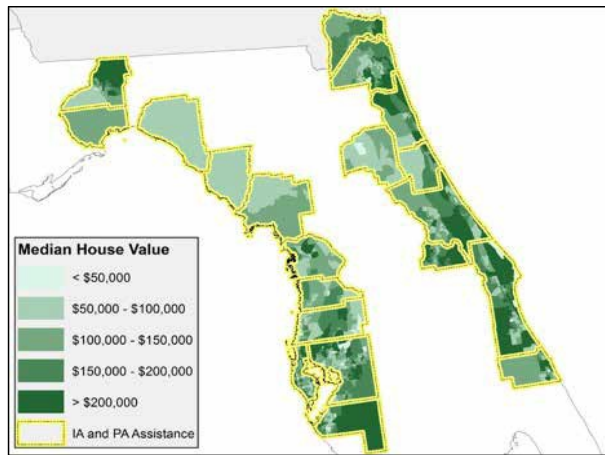 Median House Value
< $50,000
$50,000 - $100,000
$100,000 - $150,000
$150,000 - $200,000
> $200,000
IA and PA Assistance